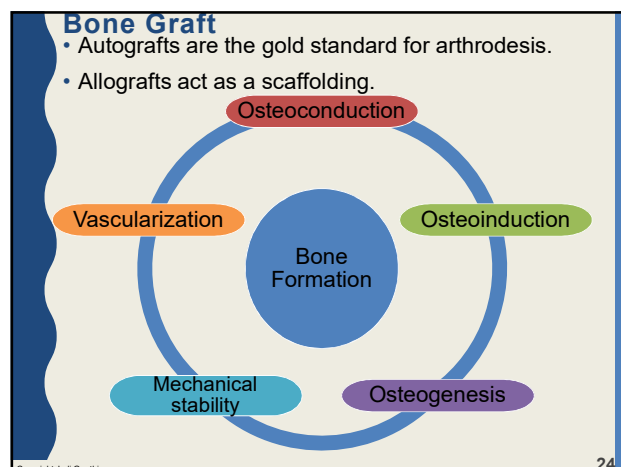 Bone Graft
• Autografts are the gold standard for arthrodesis.
• Allografts act as a scaffolding.
Osteoconduction
Vascularization
Osteoinduction
Bone
Formation
Mechanical
stability
Osteogenesis
24